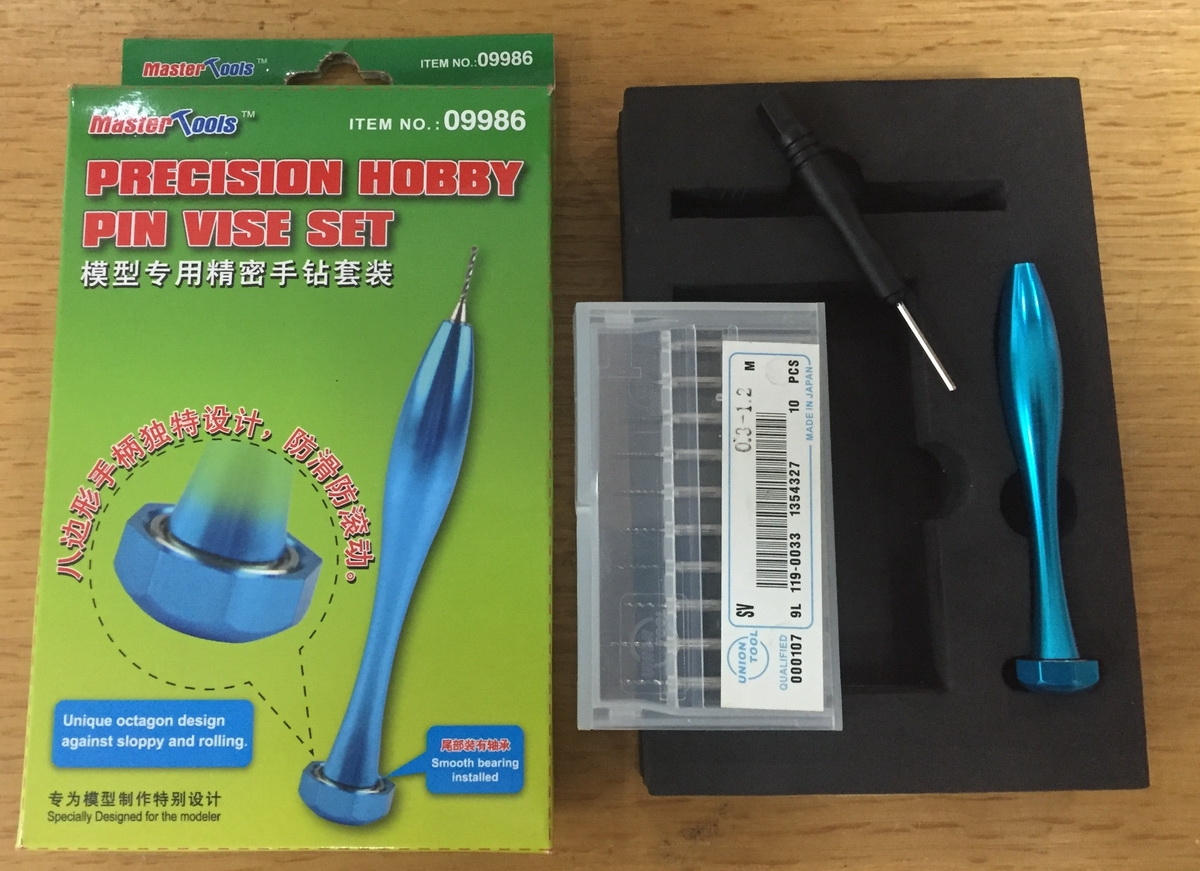 MasterTools™
ITEM NO.:09986
MasterTools™
ITEM NO.:09986
PRECISION HOBBY
PIN VISE SET
模型专用精密手钻套装
八边形手柄独特设计，防滑防滚动。
Unique octagon design
against sloppy and rolling.
尾部装有轴承
Smooth bearing
installed
专为模型制作特别设计
Specially Designed for the modeler
0.3-1.2 M
SV
10 PCS
MADE IN JAPAN
9L 119-0033 1354327
UNION
TOOL
QUALIFIED
000107